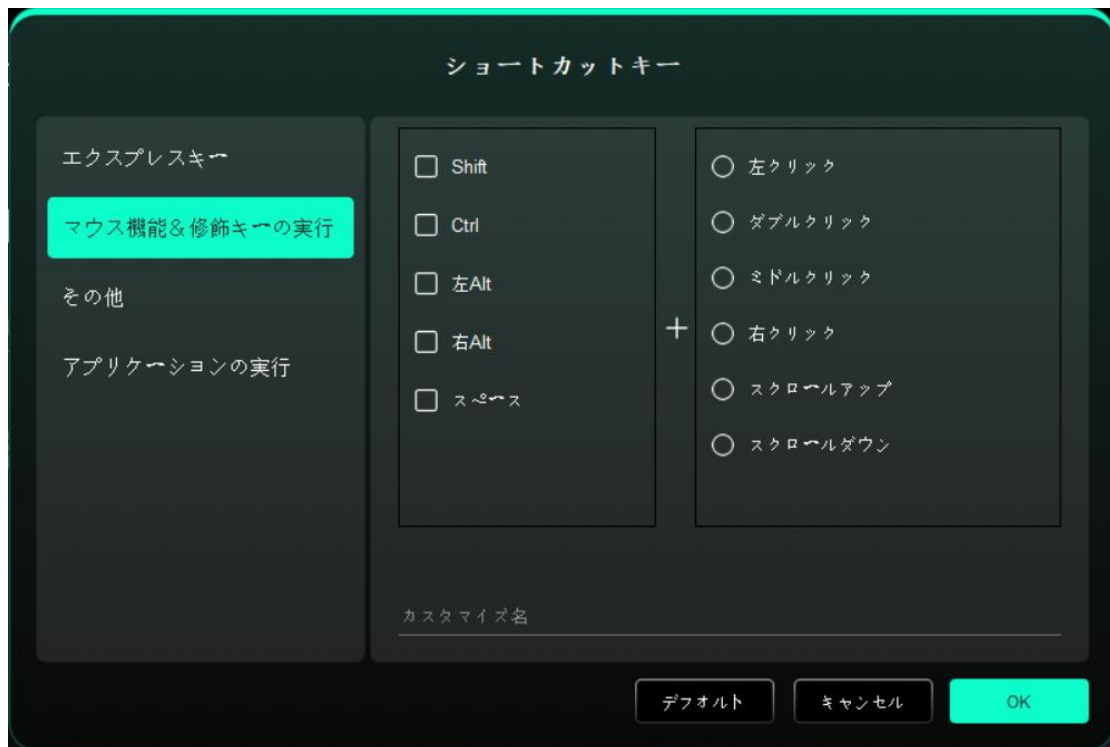 ショートカットキー
エクスプレスキー
マウス機能&修飾キーの実行
その他
アプリケーションの実行
Shift
Ctrl
左Alt
右Alt
スペース
+
左クリック
ダブルクリック
ミドルクリック
右クリック
スクロールアップ
スクロールダウン
カスタマイズ名
デフオルト
キャンセル
OK